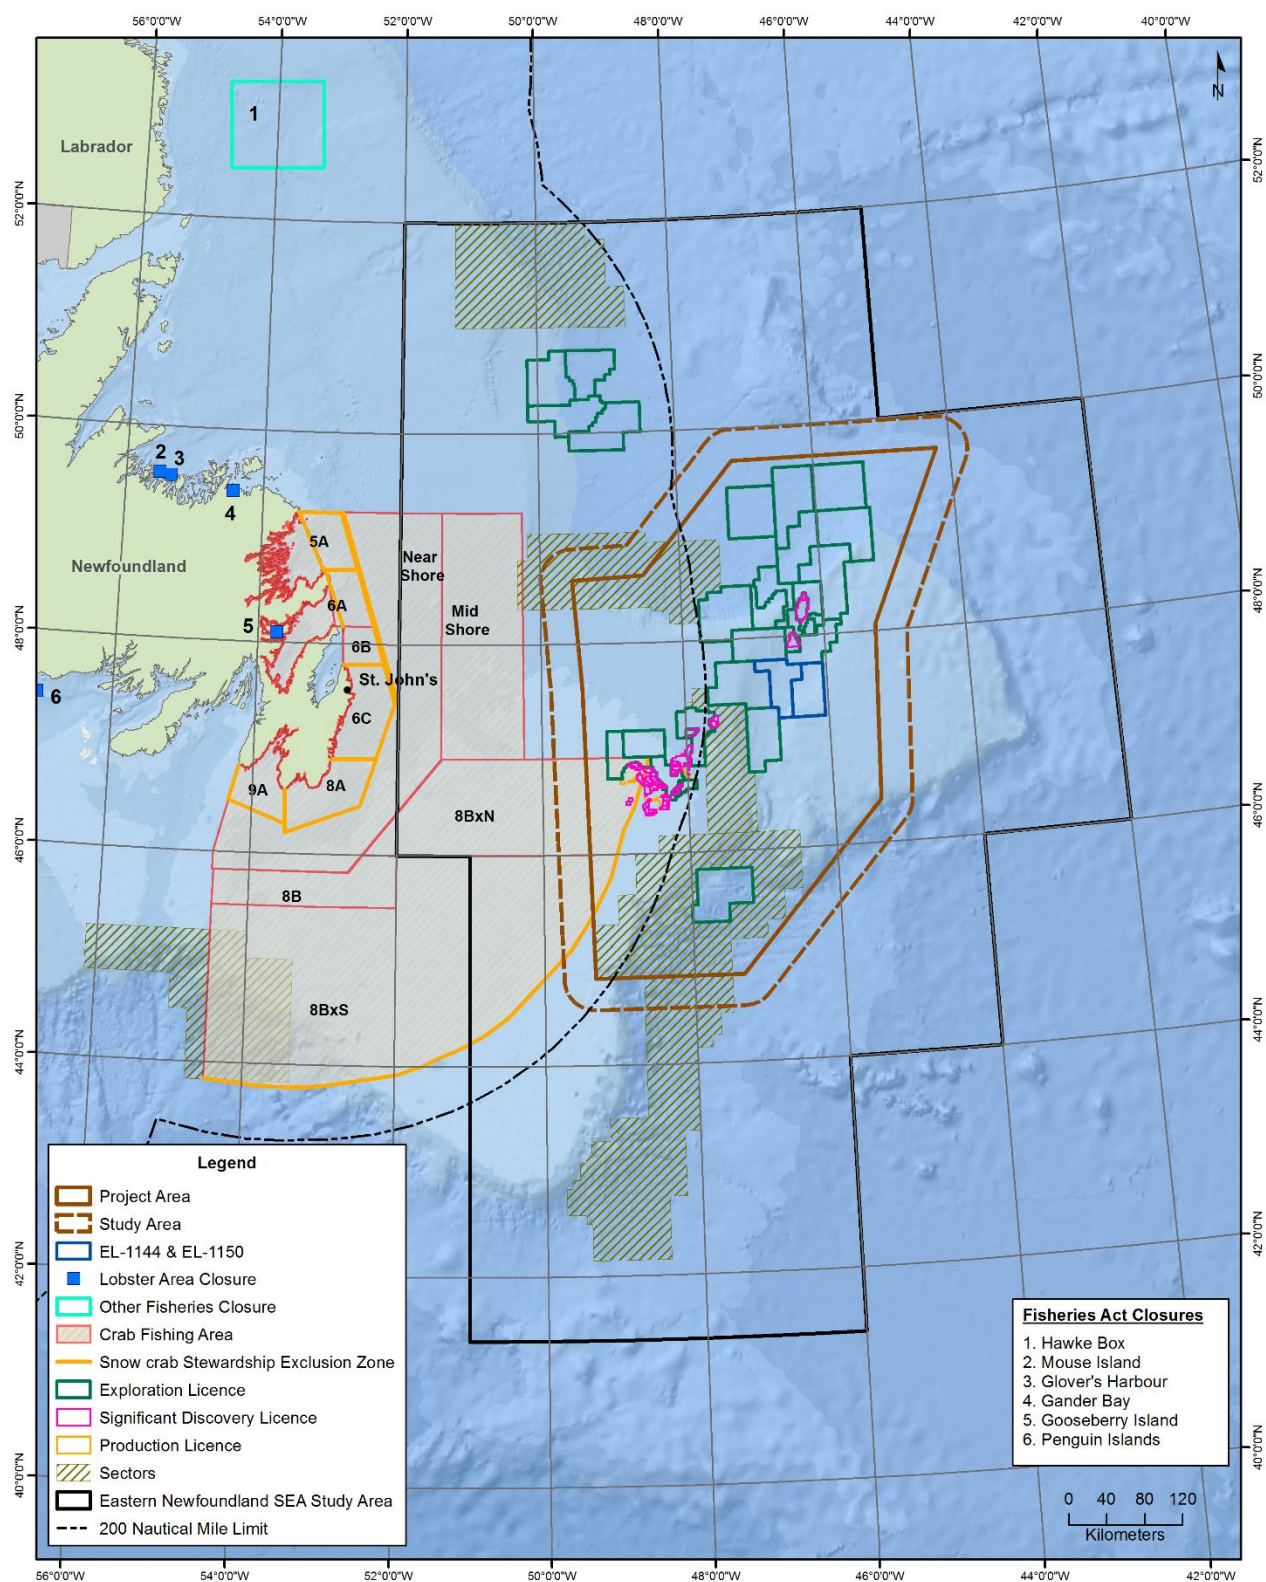 56°0'0"W 54°0'0"W 52°0'0"W 50°0'0"W 48°0'0"W 46°0'0"W 44°0'0"W 42°0'0"W 40°0'0"W
N
1
Labrador
52°0'0"N
52°0'0"N
50°0'0"N
50°0'0"N
2
3
4
5A
Near
Shore
Newfoundland
48°0'0"N
48°0'0"N
6A
Mid
Shore
5
6B
St. John's
6
6C
9A
8A
8BxN
46°0'0"N
46°0'0"N
8B
8BxS
44°0'0"N
44°0'0"N
Legend
Project Area
Study Area
EL-1144 & EL-1150
Lobster Area Closure
Other Fisheries Closure
Crab Fishing Area
Snow crab Stewardship Exclusion Zone
Exploration Licence
Significant Discovery Licence
Production Licence
Sectors
Eastern Newfoundland SEA Study Area
200 Nautical Mile Limit
42°0'0"N
42°0'0"N
40°0'0"N
40°0'0"N
Fisheries Act Closures
1. Hawke Box
2. Mouse Island
3. Glover's Harbour
4. Gander Bay
5. Gooseberry Island
6. Penguin Islands
0 40 80 120
Kilometers
56°0'0"W 54°0'0"W 52°0'0"W 50°0'0"W 48°0'0"W 46°0'0"W 44°0'0"W 42°0'0"W